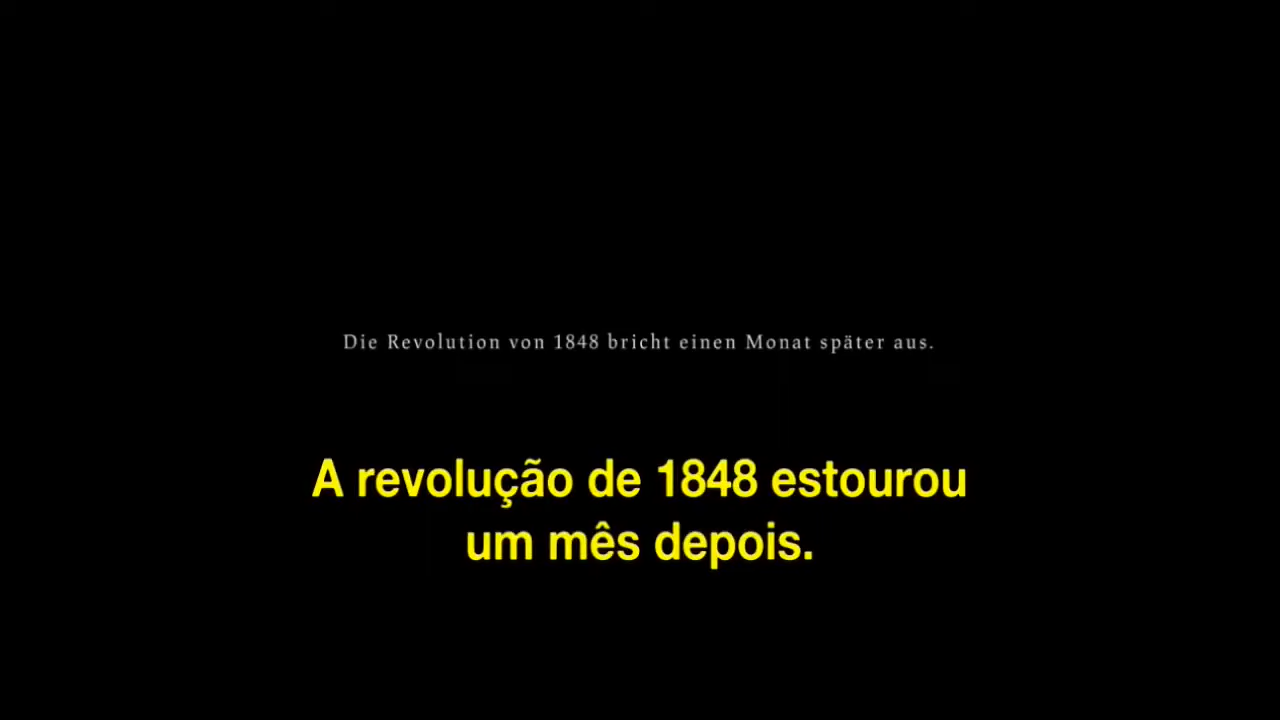 Die Revolution von 1848 bricht einen Monat später aus.
A revolução de 1848 estourou
um mês depois.